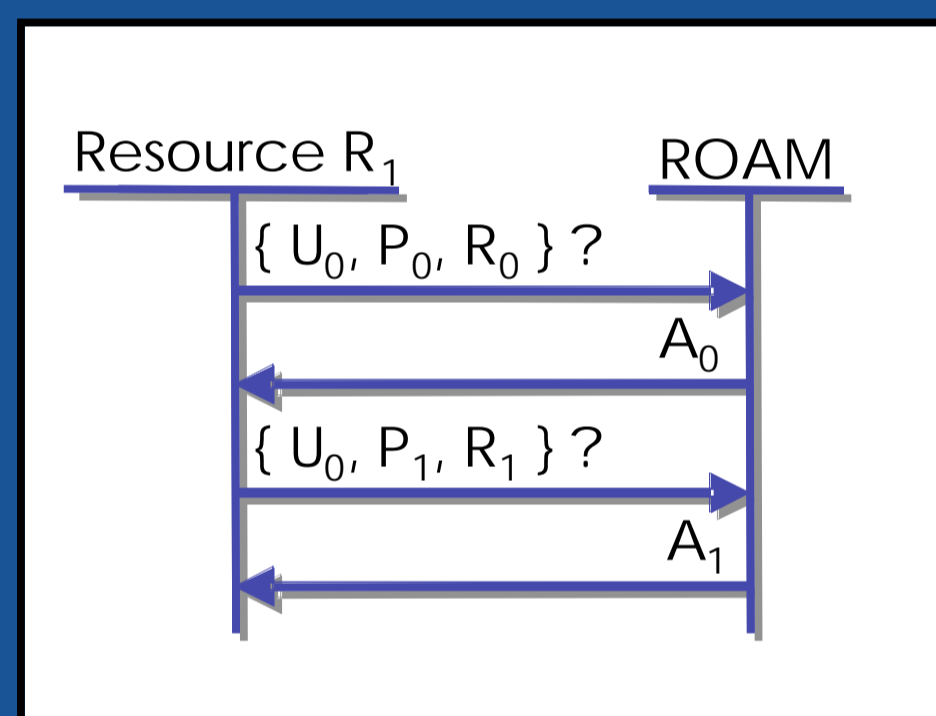 Resource R₁
ROAM
{ U₀, P₀, R₀ } ?
A₀
{ U₀, P₁, R₁ } ?
A₁